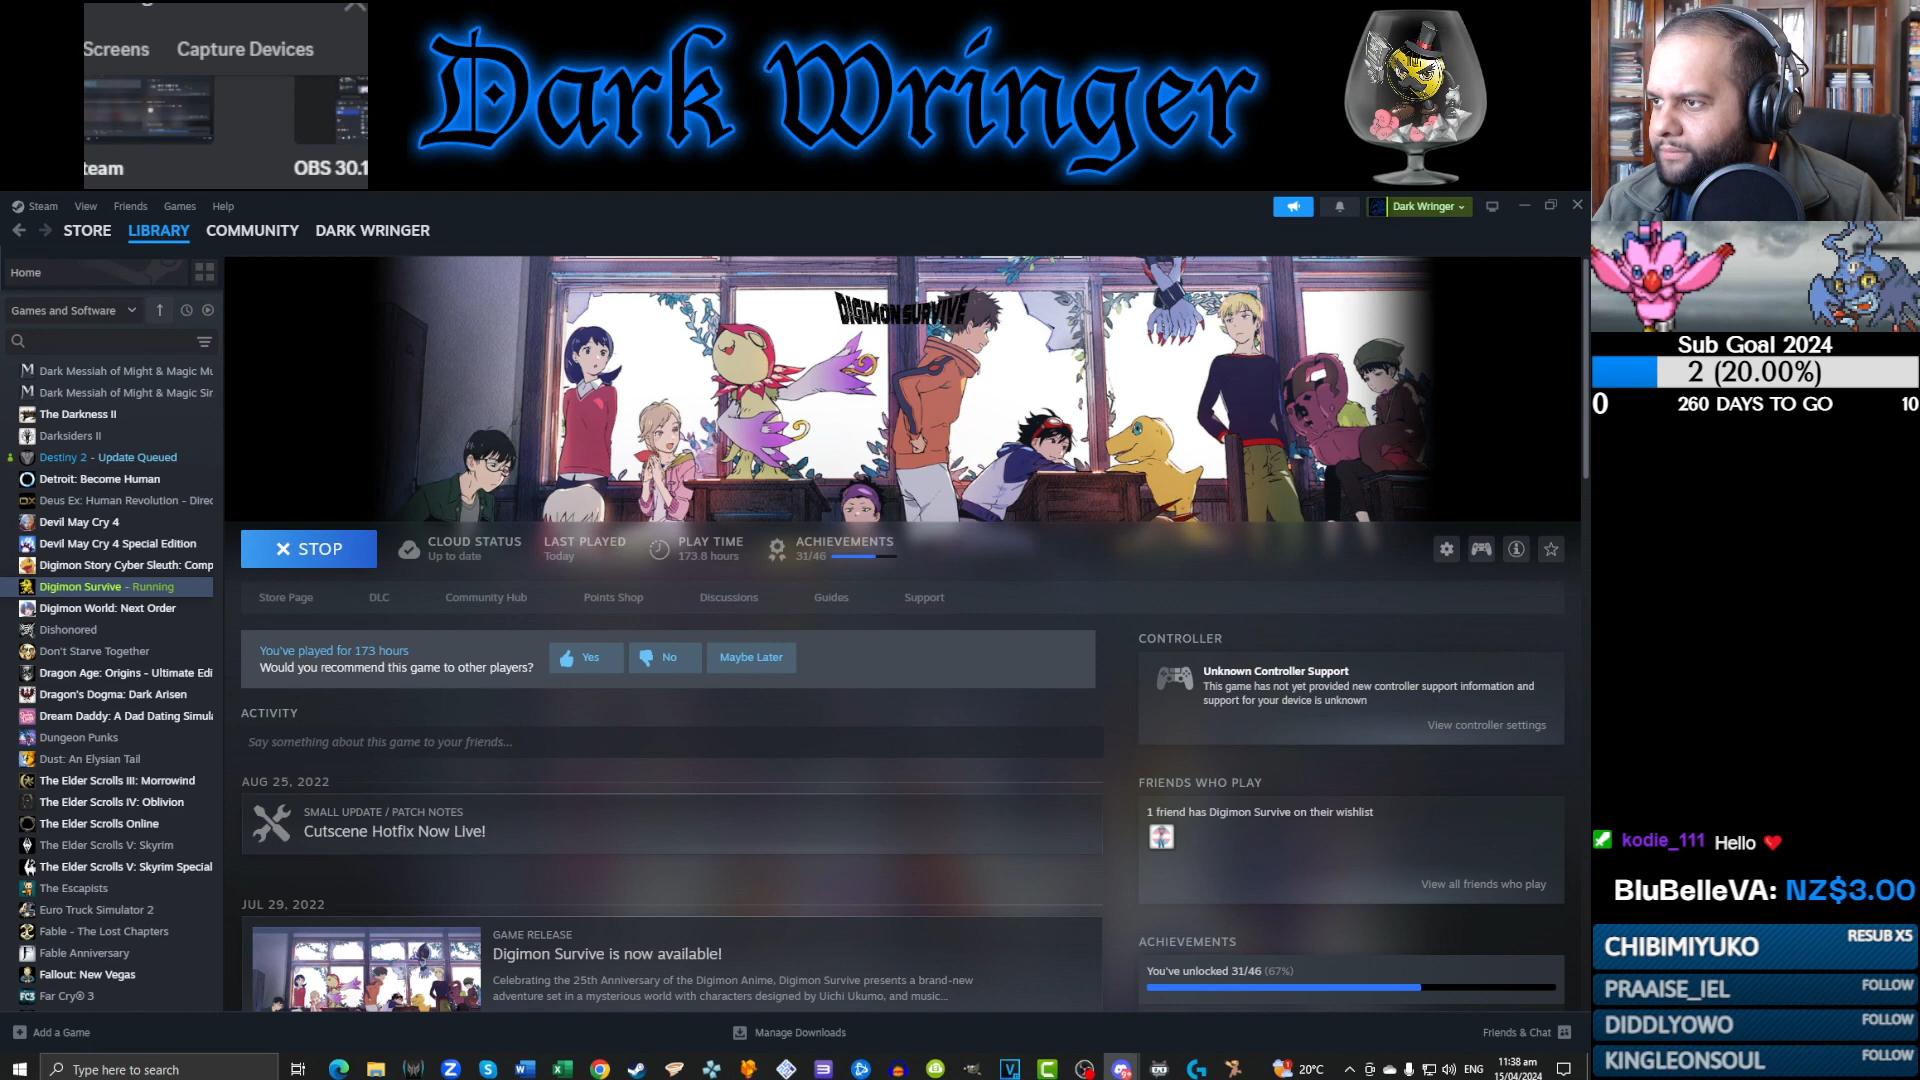 Screens Capture Devices
team OBS 30.1
Dark Wringer
Steam View Friends Games Help
Dark Wringer
STORE LIBRARY COMMUNITY DARK WRINGER
Home
Games and Software
DIGIMON SURVIVE
Dark Messiah of Might & Magic Mu
Dark Messiah of Might & Magic Sir
The Darkness II
Darksiders II
Destiny 2 - Update Queued
Detroit: Become Human
Deus Ex: Human Revolution - Direc
Devil May Cry 4
Devil May Cry 4 Special Edition
Digimon Story Cyber Sleuth: Comp
Digimon Survive - Running
Digimon World: Next Order
Dishonored
Don't Starve Together
Dragon Age: Origins - Ultimate Edi
Dragon's Dogma: Dark Arisen
Dream Daddy: A Dad Dating Simula
Dungeon Punks
Dust: An Elysian Tail
The Elder Scrolls III: Morrowind
The Elder Scrolls IV: Oblivion
The Elder Scrolls Online
The Elder Scrolls V: Skyrim
The Elder Scrolls V: Skyrim Special
The Escapists
Euro Truck Simulator 2
Fable - The Lost Chapters
Fable Anniversary
Fallout: New Vegas
Far Cry® 3
STOP
CLOUD STATUS
Up to date
LAST PLAYED
Today
PLAY TIME
173.8 hours
ACHIEVEMENTS
31/46
Store Page DLC Community Hub Points Shop Discussions Guides Support
You've played for 173 hours
Would you recommend this game to other players?
Yes No Maybe Later
ACTIVITY
Say something about this game to your friends...
AUG 25, 2022
SMALL UPDATE / PATCH NOTES
Cutscene Hotfix Now Live!
JUL 29, 2022
GAME RELEASE
Digimon Survive is now available!
Celebrating the 25th Anniversary of the Digimon Anime, Digimon Survive presents a brand-new
adventure set in a mysterious world with characters designed by Uichi Ukumo, and music...
CONTROLLER
Unknown Controller Support
This game has not yet provided new controller support information and
support for your device is unknown
View controller settings
FRIENDS WHO PLAY
1 friend has Digimon Survive on their wishlist
View all friends who play
ACHIEVEMENTS
You've unlocked 31/46 (67%)
Add a Game
Manage Downloads
Friends & Chat
Sub Goal 2024
2 (20.00%)
0 260 DAYS TO GO 10
kodie_111 Hello
BluBelleVA: NZ$3.00
CHIBIMIYUKO RESUB X5
PRAAISE_IEL FOLLOW
DIDDLYOWO FOLLOW
KINGLEONSOUL FOLLOW
Type here to search
20°C
ENG
11:38 am
15/04/2024